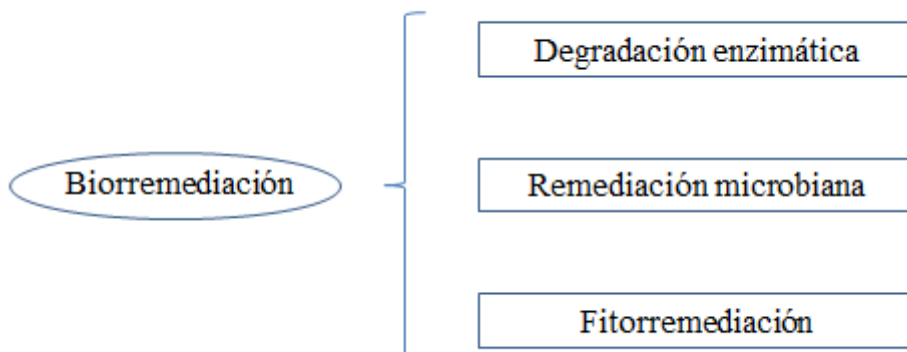 Degradación enzimática
Biorremediación
Remediación microbiana
Fitorremediación